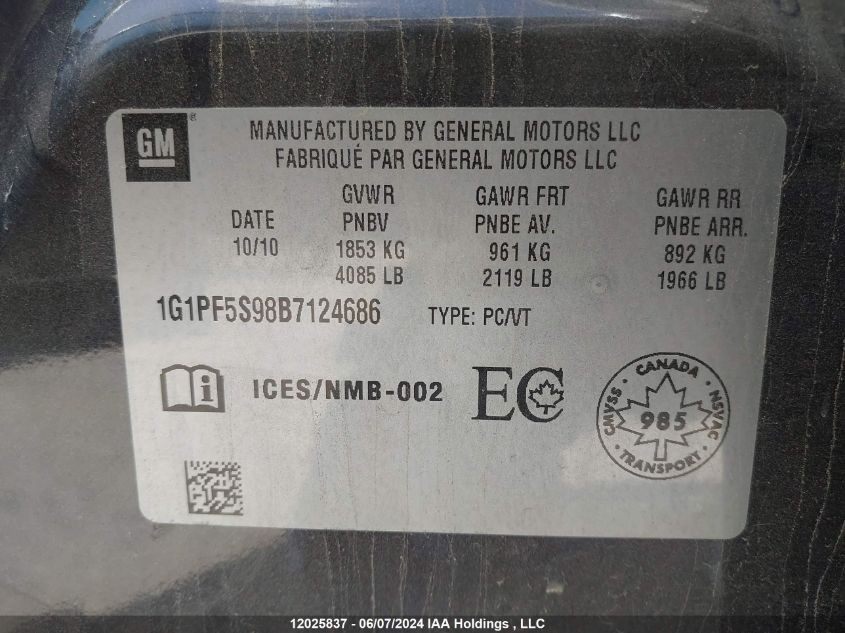 GM
MANUFACTURED BY GENERAL MOTORS LLC
FABRIQUÉ PAR GENERAL MOTORS LLC
GVWR GAWR FRT GAWR RR
DATE PNBV PNBE AV. PNBE ARR.
10/10 1853 KG 961 KG 892 KG
4085 LB 2119 LB 1966 LB
1G1PF5S98B7124686 TYPE: PC/VT
i ICES/NMB-002 EC
CANADA
CMVSS 985 NSVAC
TRANSPORT
12025837 - 06/07/2024 IAA Holdings , LLC